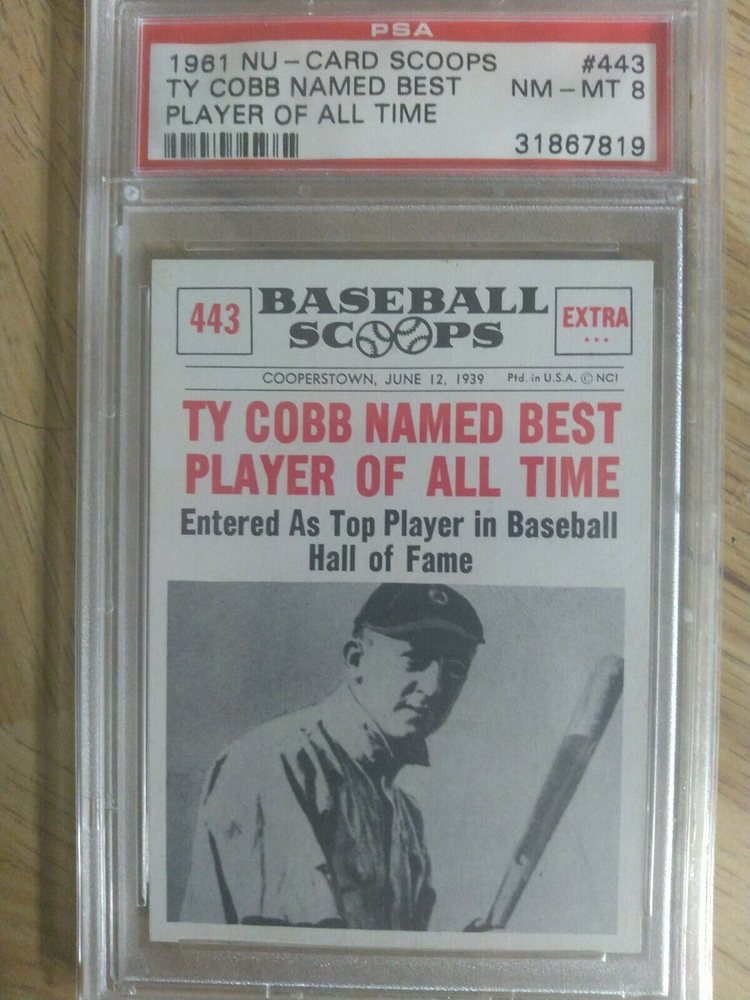 PSA
1961 NU-CARD SCOOPS #443
TY COBB NAMED BEST NM-MT 8
PLAYER OF ALL TIME
31867819
443 BASEBALL EXTRA
SCOOPS ...
COOPERSTOWN, JUNE 12, 1939 Ptd. in U.S.A. © NCI
TY COBB NAMED BEST
PLAYER OF ALL TIME
Entered As Top Player in Baseball
Hall of Fame